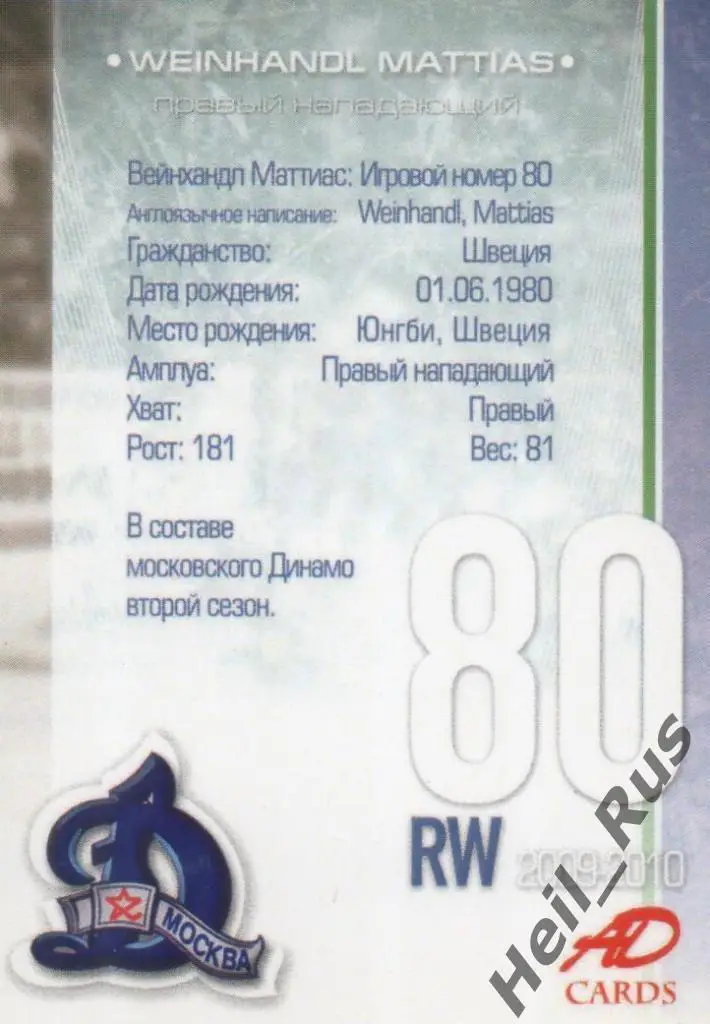 • WEINHANDL MATTIAS •
правый нападающий
Вейнхандл Маттиас: Игровой номер 80
Англоязычное написание: Weinhandl, Mattias
Гражданство: Швеция
Дата рождения: 01.06.1980
Место рождения: Юнгби, Швеция
Амплуа: Правый нападающий
Хват: Правый
Рост: 181 Вес: 81
В составе
московского Динамо
второй сезон.
80
RW 2009-2010
Д
МОСКВА
AD
CARDS
Heil_Rus